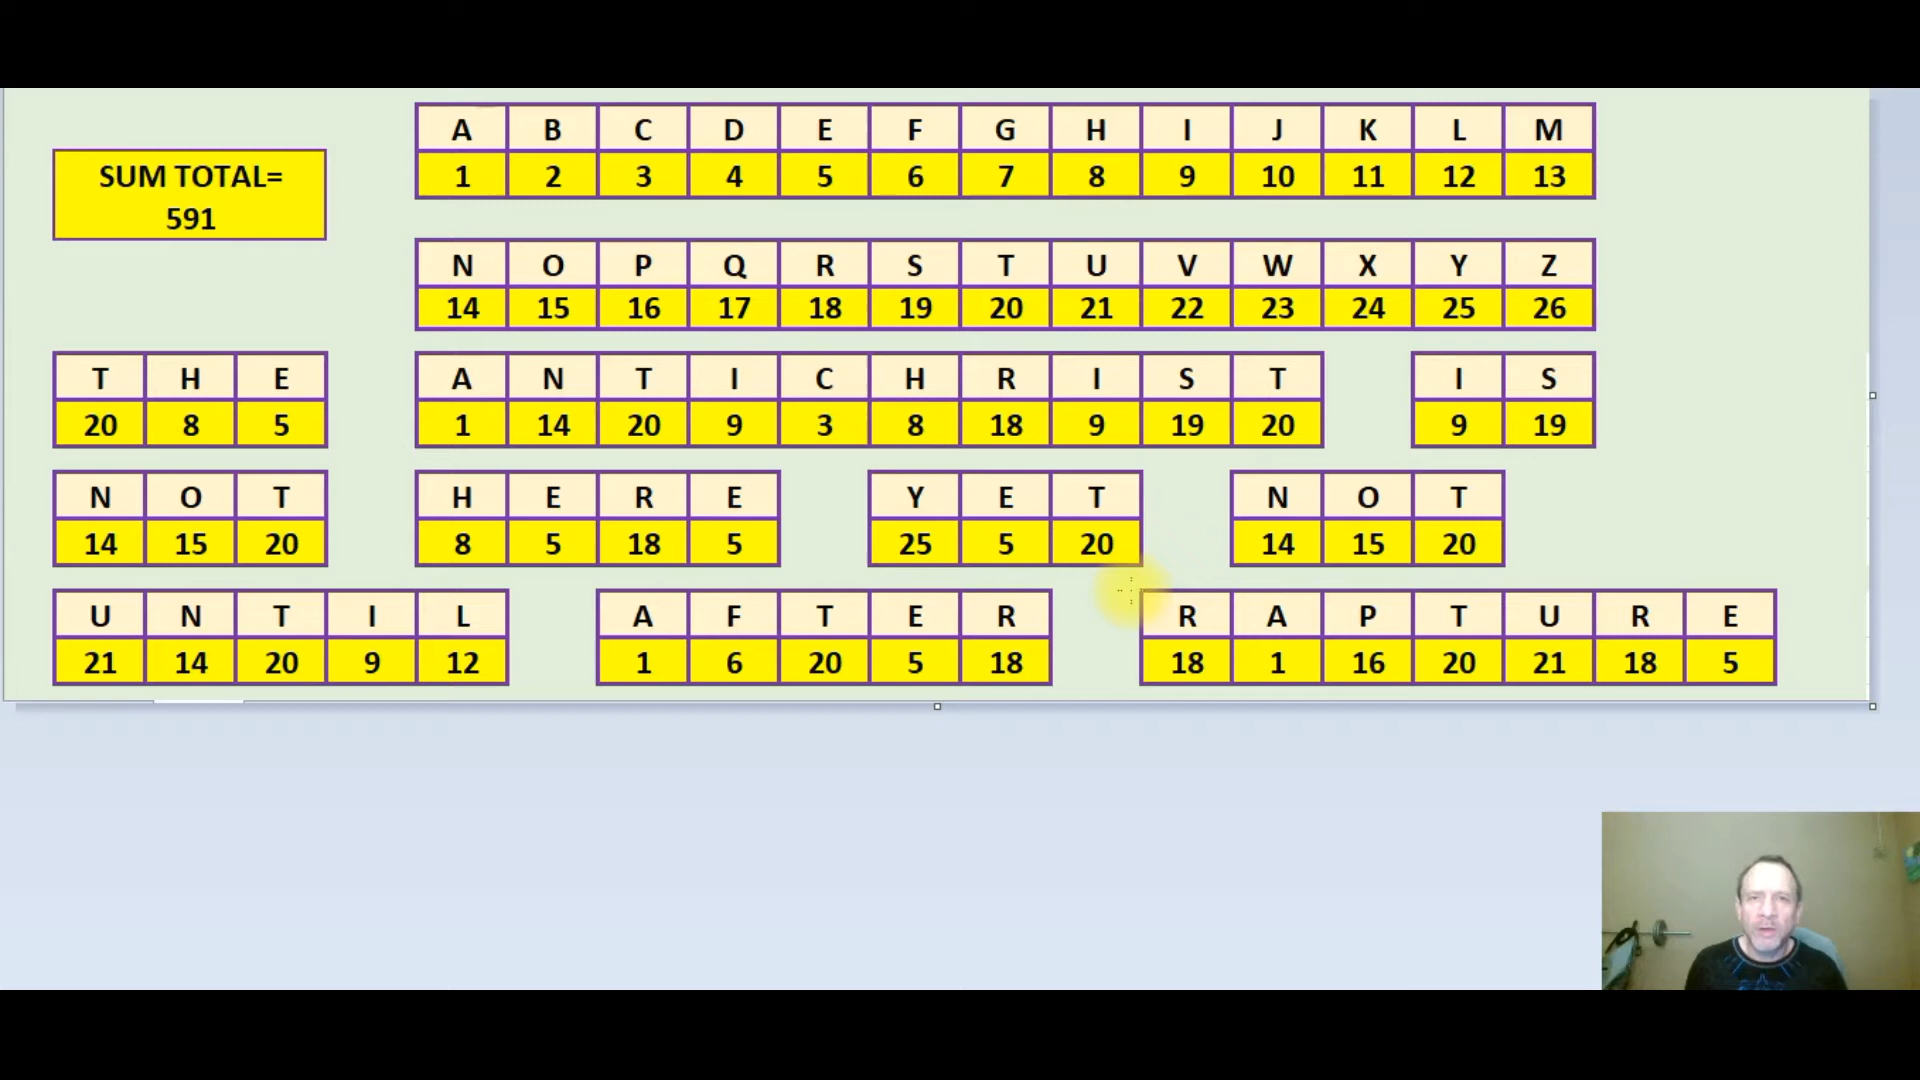 SUM TOTAL=
591
A B C D E F G H I J K L M
1 2 3 4 5 6 7 8 9 10 11 12 13
N O P Q R S T U V W X Y Z
14 15 16 17 18 19 20 21 22 23 24 25 26
T H E A N T I C H R I S T I S
20 8 5 1 14 20 9 3 8 18 9 19 20 9 19
N O T H E R E Y E T N O T
14 15 20 8 5 18 5 25 5 20 14 15 20
U N T I L A F T E R R A P T U R E
21 14 20 9 12 1 6 20 5 18 18 1 16 20 21 18 5